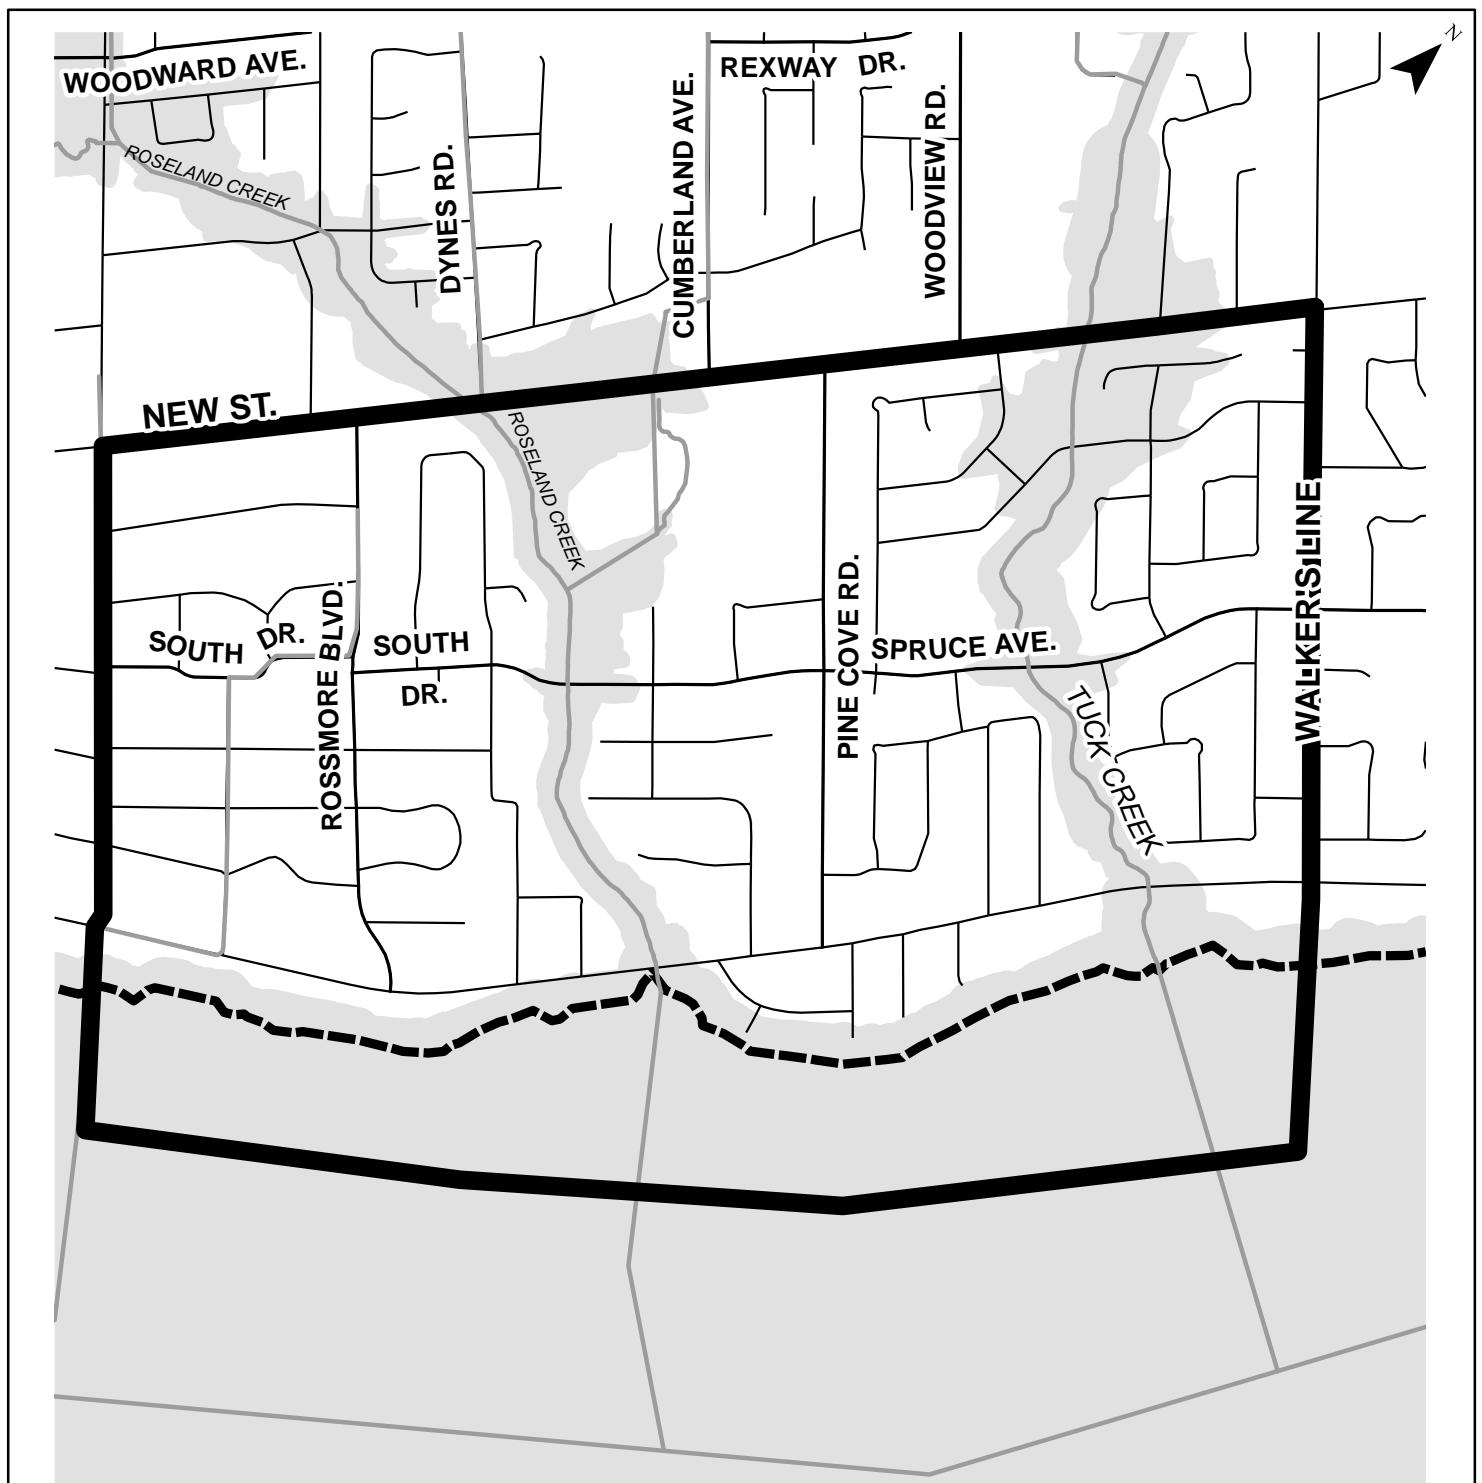 N
WOODWARD AVE.
REXWAY DR.
ROSELAND CREEK
DYNES RD.
CUMBERLAND AVE.
WOODVIEW RD.
NEW ST.
ROSELAND CREEK
WALKER'S LINE
PINE COVE RD.
ROSSMORE BLVD.
SOUTH DR.
SOUTH
DR.
SPRUCE AVE.
TUCK CREEK